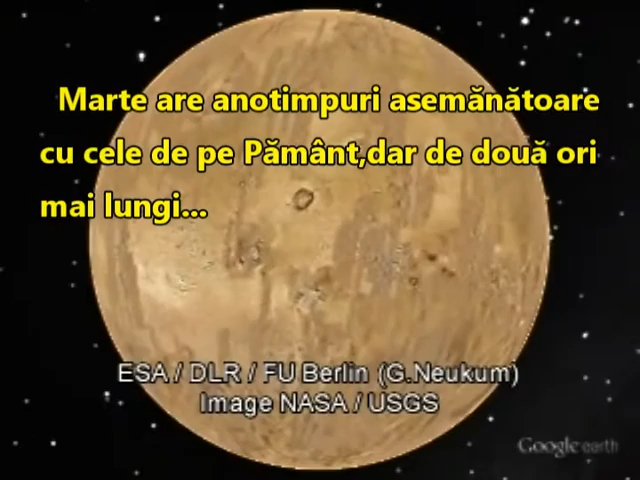 Marte are anotimpuri asemănătoare
cu cele de pe Pământ,dar de două ori
mai lungi...
ESA / DLR / FU Berlin (G.Neukum)
Image NASA / USGS
Google earth